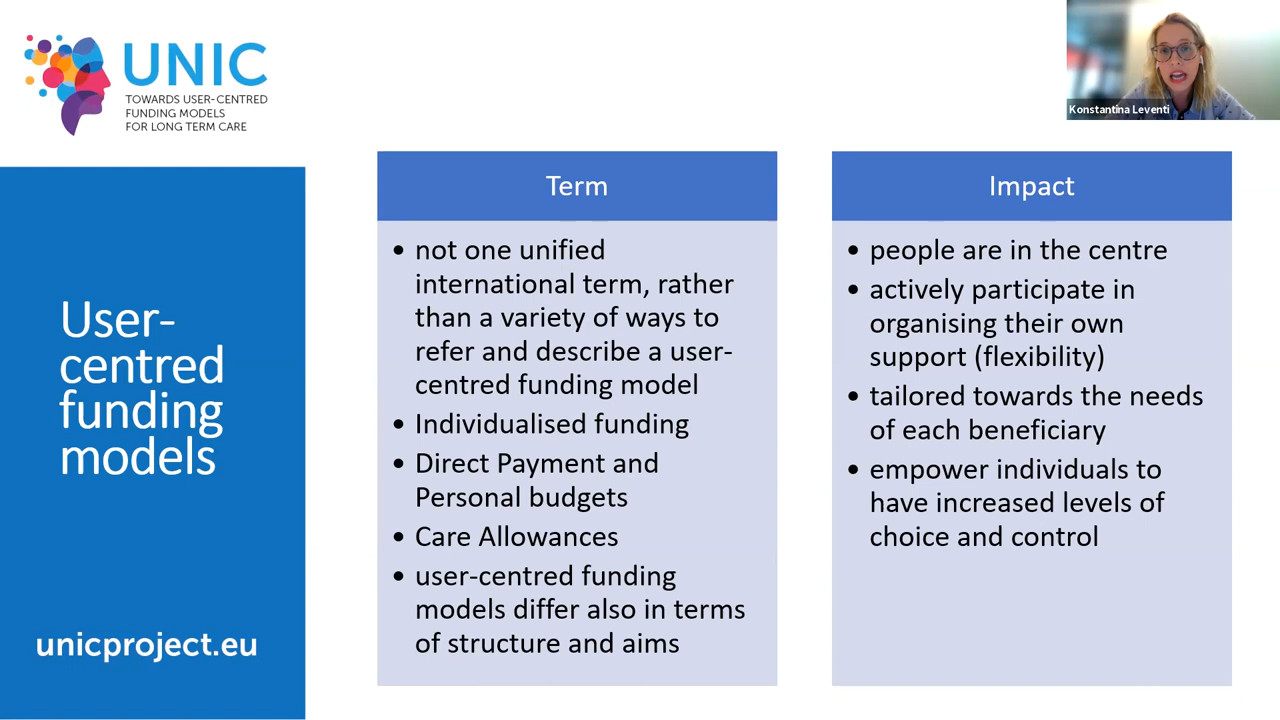 UNIC
TOWARDS USER-CENTRED
FUNDING MODELS
FOR LONG TERM CARE
Konstantina Leventi
User-
centred
funding
models
unicproject.eu
Term
• not one unified
international term, rather
than a variety of ways to
refer and describe a user-
centred funding model
• Individualised funding
• Direct Payment and
Personal budgets
• Care Allowances
• user-centred funding
models differ also in terms
of structure and aims
Impact
• people are in the centre
• actively participate in
organising their own
support (flexibility)
• tailored towards the needs
of each beneficiary
• empower individuals to
have increased levels of
choice and control